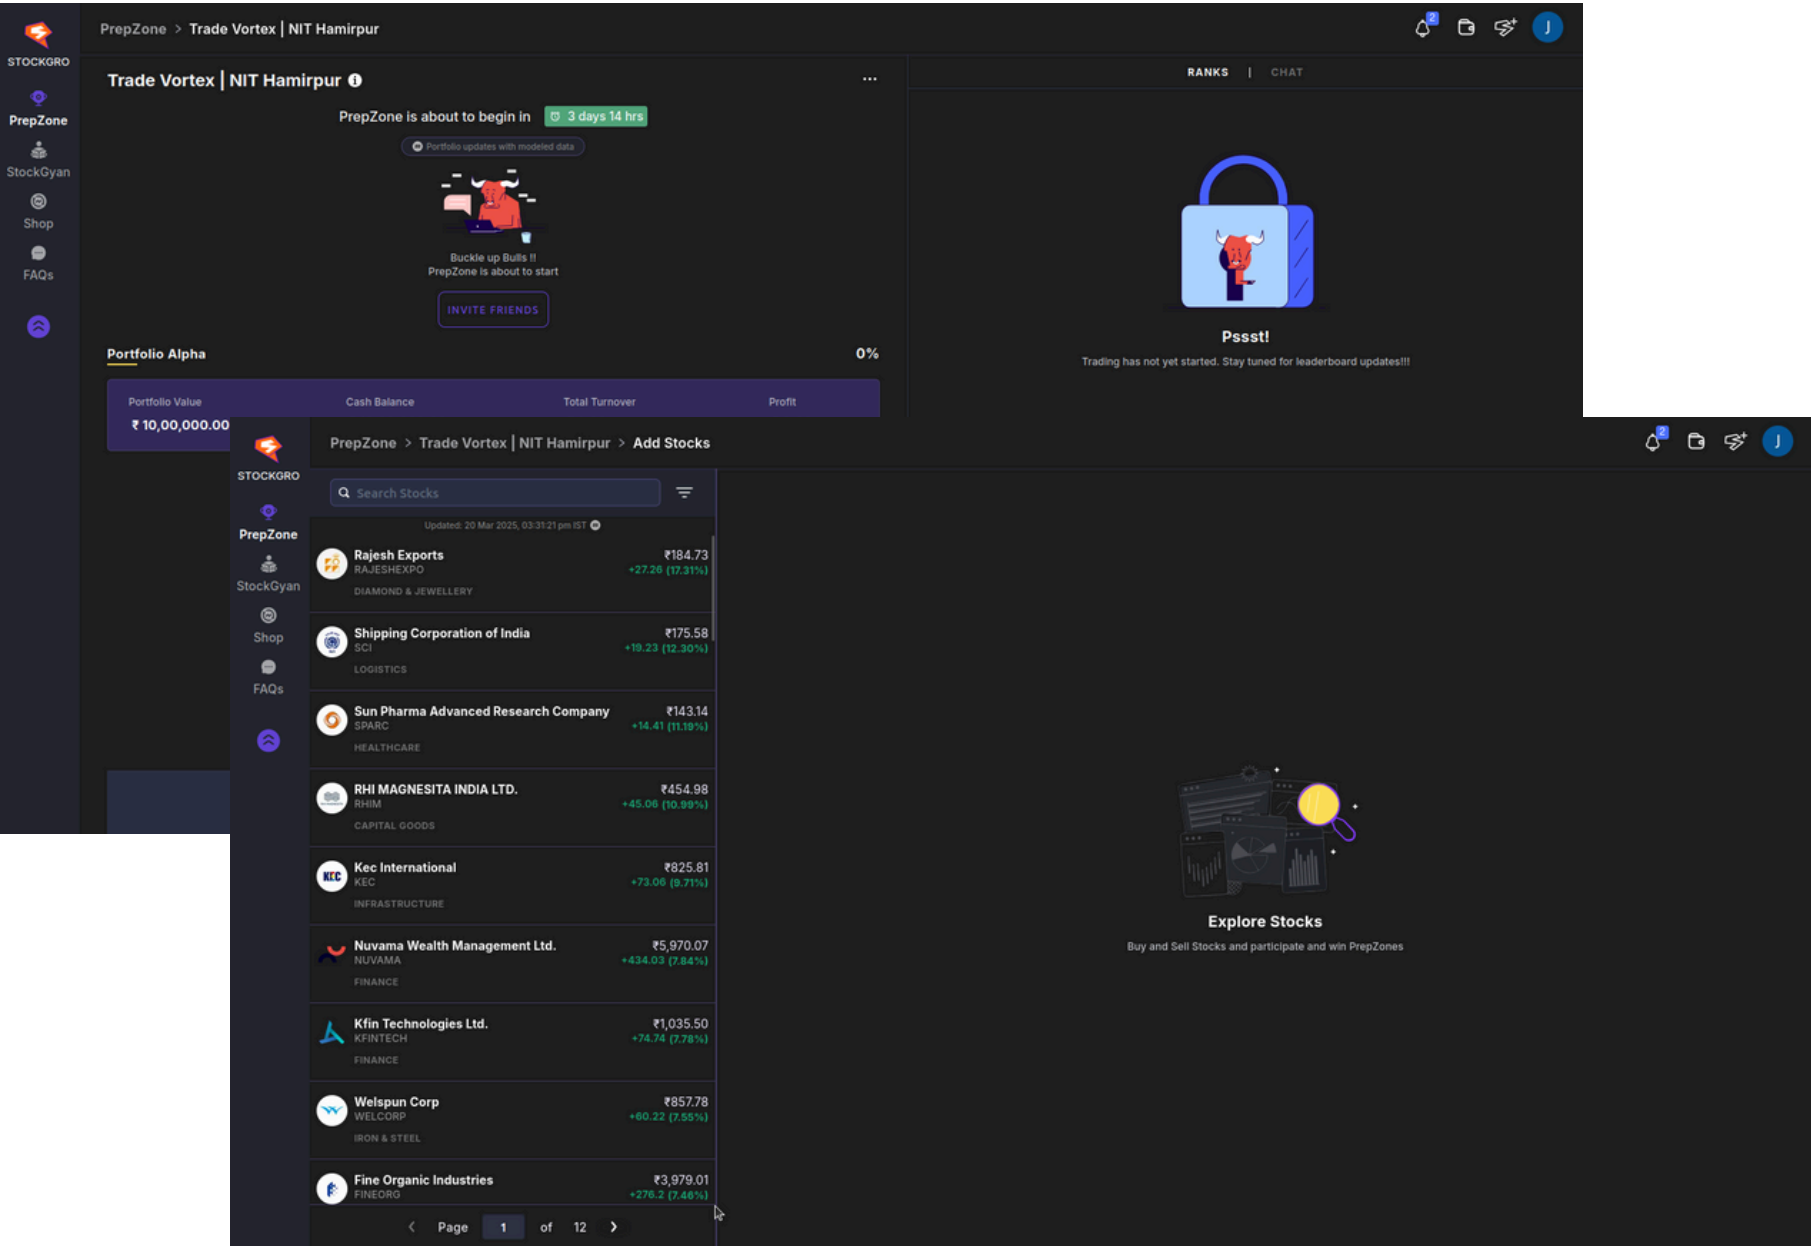 STOCKGRO
PrepZone
StockGyan
Shop
FAQs
PrepZone > Trade Vortex | NIT Hamirpur
2
J
Trade Vortex | NIT Hamirpur
...
PrepZone is about to begin in 3 days 14 hrs
Portfolio updates with modeled data
Buckle up Bulls !!
PrepZone is about to start
INVITE FRIENDS
Portfolio Alpha 0%
Portfolio Value Cash Balance Total Turnover Profit
₹ 10,00,000.00
RANKS | CHAT
Pssst!
Trading has not yet started. Stay tuned for leaderboard updates!!!
STOCKGRO
PrepZone
StockGyan
Shop
FAQs
PrepZone > Trade Vortex | NIT Hamirpur > Add Stocks
2
J
Search Stocks
Updated: 20 Mar 2025, 03:31:21 pm IST
Rajesh Exports ₹184.73
RAJESHEXPO +27.26 (17.31%)
DIAMOND & JEWELLERY
Shipping Corporation of India ₹175.58
SCI +19.23 (12.30%)
LOGISTICS
Sun Pharma Advanced Research Company ₹143.14
SPARC +14.41 (11.19%)
HEALTHCARE
RHI MAGNESITA INDIA LTD. ₹454.98
RHIM +45.06 (10.99%)
CAPITAL GOODS
KEC
Kec International ₹825.81
KEC +73.06 (9.71%)
INFRASTRUCTURE
Nuvama Wealth Management Ltd. ₹5,970.07
NUVAMA +434.03 (7.84%)
FINANCE
Kfin Technologies Ltd. ₹1,035.50
KFINTECH +74.74 (7.78%)
FINANCE
Welspun Corp ₹857.78
WELCORP +60.22 (7.55%)
IRON & STEEL
Fine Organic Industries ₹3,979.01
FINEORG +276.2 (7.46%)
< Page 1 of 12 >
Explore Stocks
Buy and Sell Stocks and participate and win PrepZones